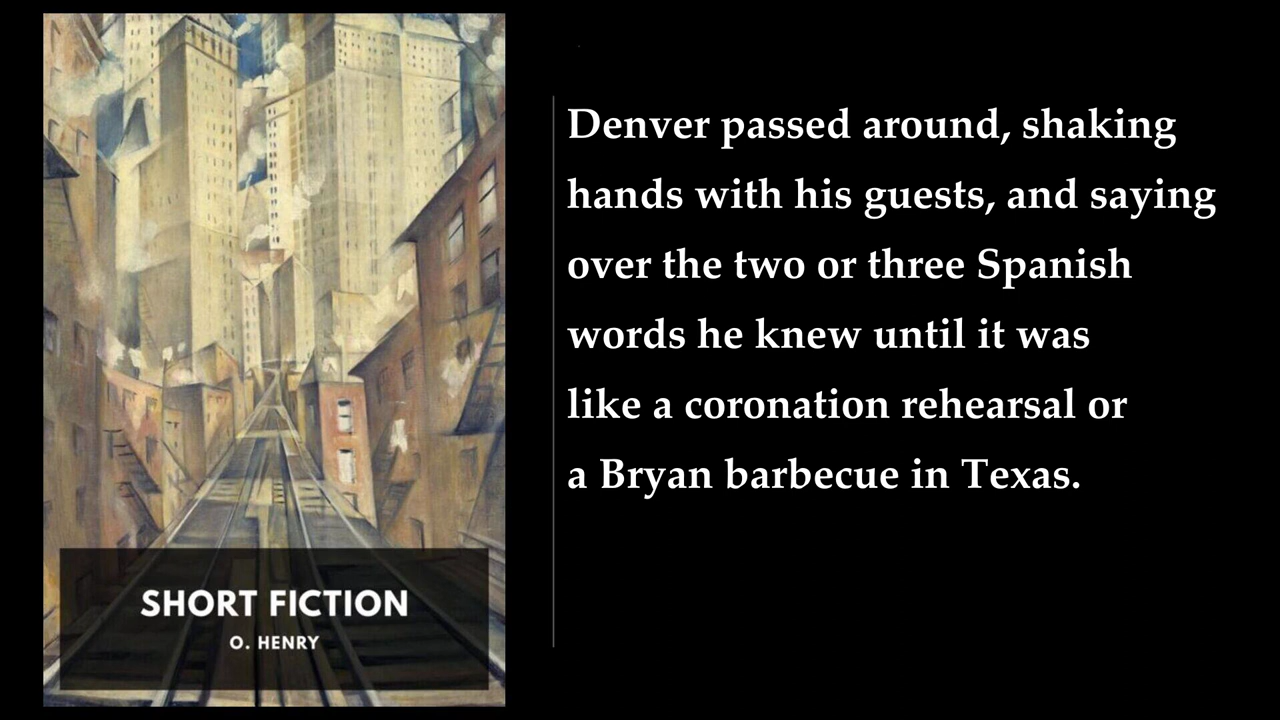 Denver passed around, shaking
hands with his guests, and saying
over the two or three Spanish
words he knew until it was
like a coronation rehearsal or
a Bryan barbecue in Texas.
SHORT FICTION
O. HENRY